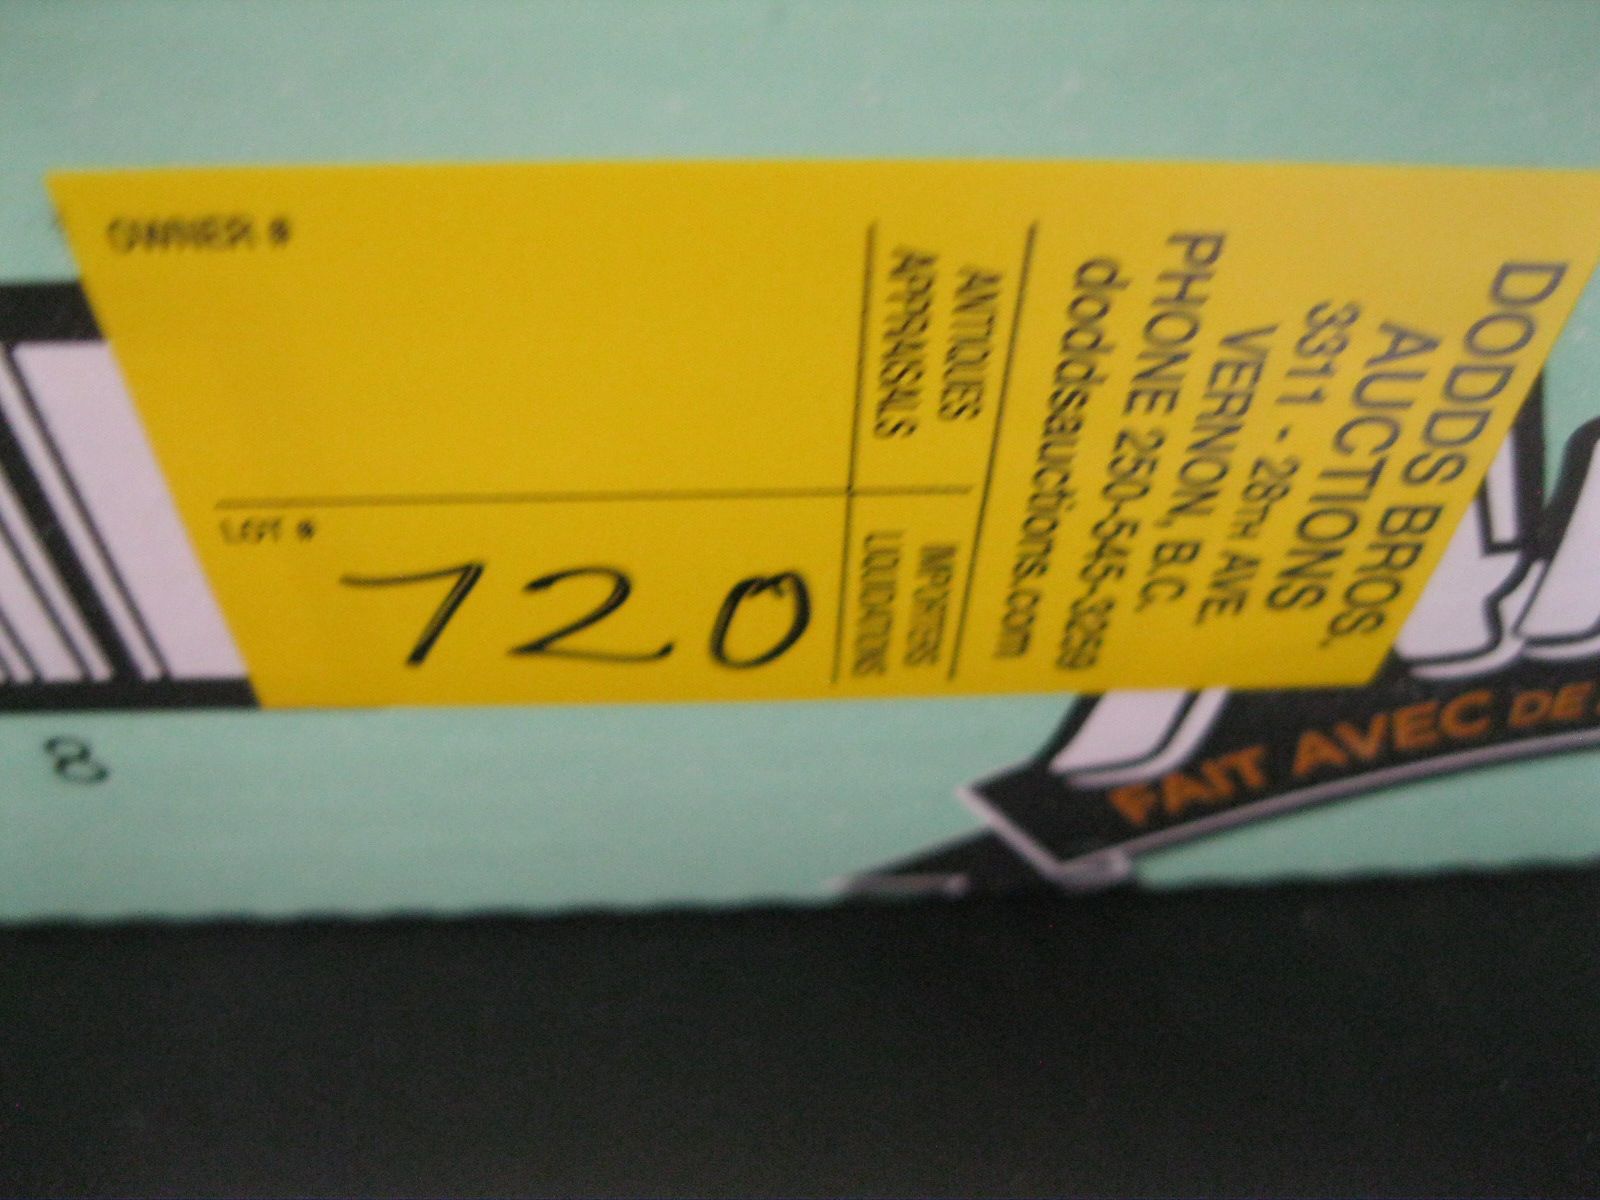 DODDS BROS.
AUCTIONS
3311 - 28TH AVE.
VERNON, B.C.
PHONE 250-545-3259
doddsauctions.com
ANTIQUES
APPRAISALS
IMPORTERS
LIQUIDATIONS
OWNER #
LOT #
720
8
FAIT AVEC DE